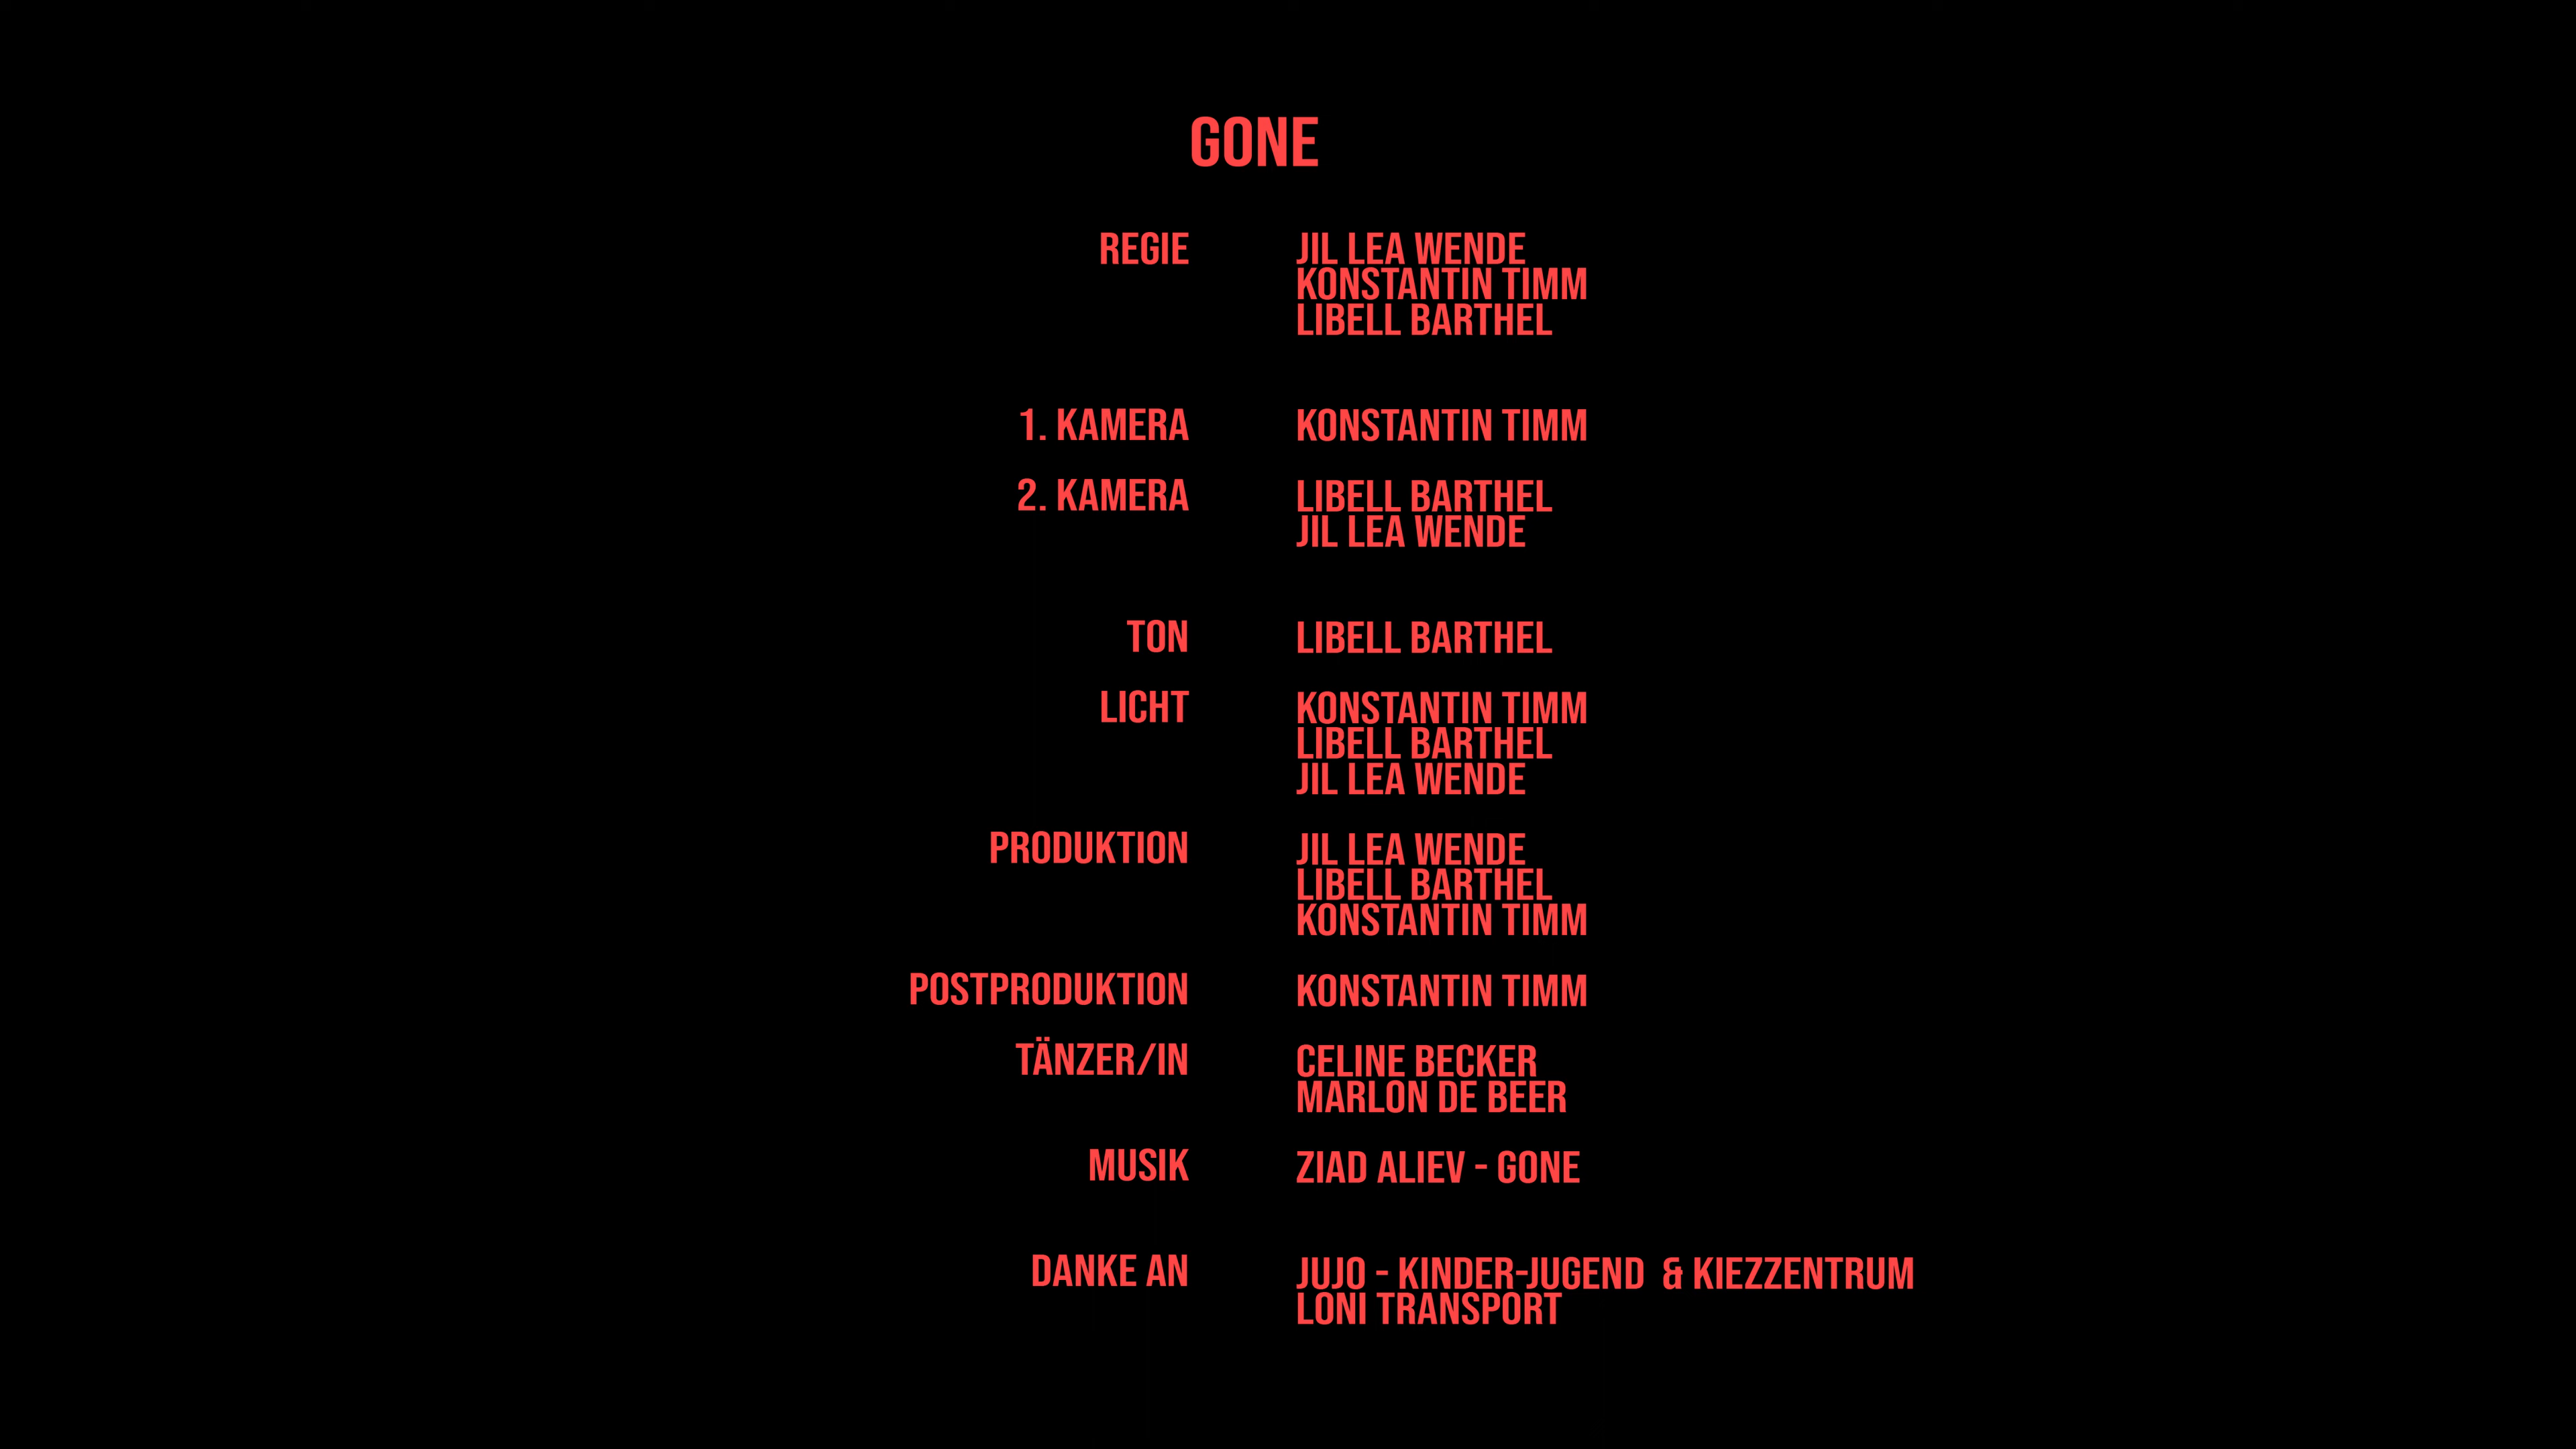 GONE
REGIE JIL LEA WENDE
KONSTANTIN TIMM
LIBELL BARTHEL
1. KAMERA KONSTANTIN TIMM
2. KAMERA LIBELL BARTHEL
JIL LEA WENDE
TON LIBELL BARTHEL
LICHT KONSTANTIN TIMM
LIBELL BARTHEL
JIL LEA WENDE
PRODUKTION JIL LEA WENDE
LIBELL BARTHEL
KONSTANTIN TIMM
POSTPRODUKTION KONSTANTIN TIMM
TÄNZER/IN CELINE BECKER
MARLON DE BEER
MUSIK ZIAD ALIEV - GONE
DANKE AN JUJO - KINDER-JUGEND & KIEZZENTRUM
LONI TRANSPORT